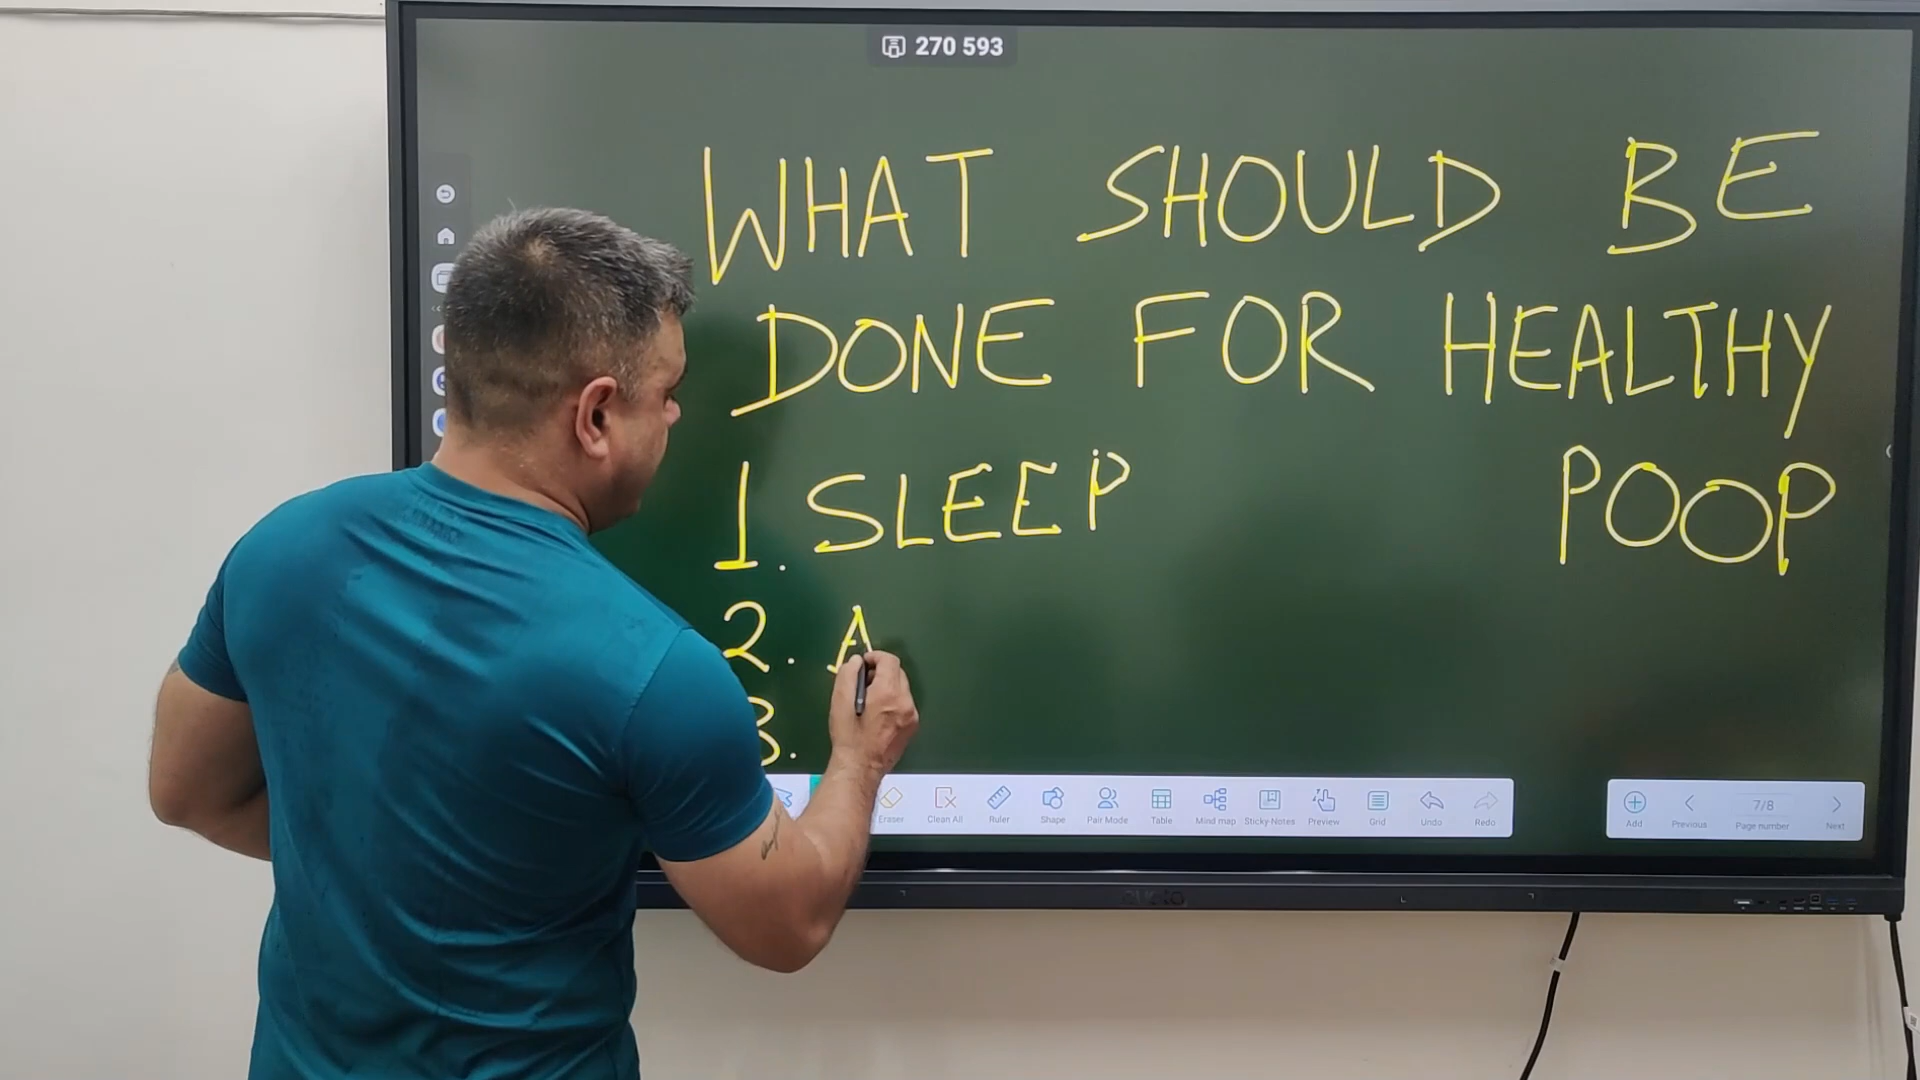 270 593
WHAT SHOULD BE
DONE FOR HEALTHY
POOP
1. SLEEP
2. A
3.
Eraser Clean All Ruler Shape Pair Mode Table Mind map Sticky Notes Preview Grid Undo Redo
Add Previous 7/8 Page number Next